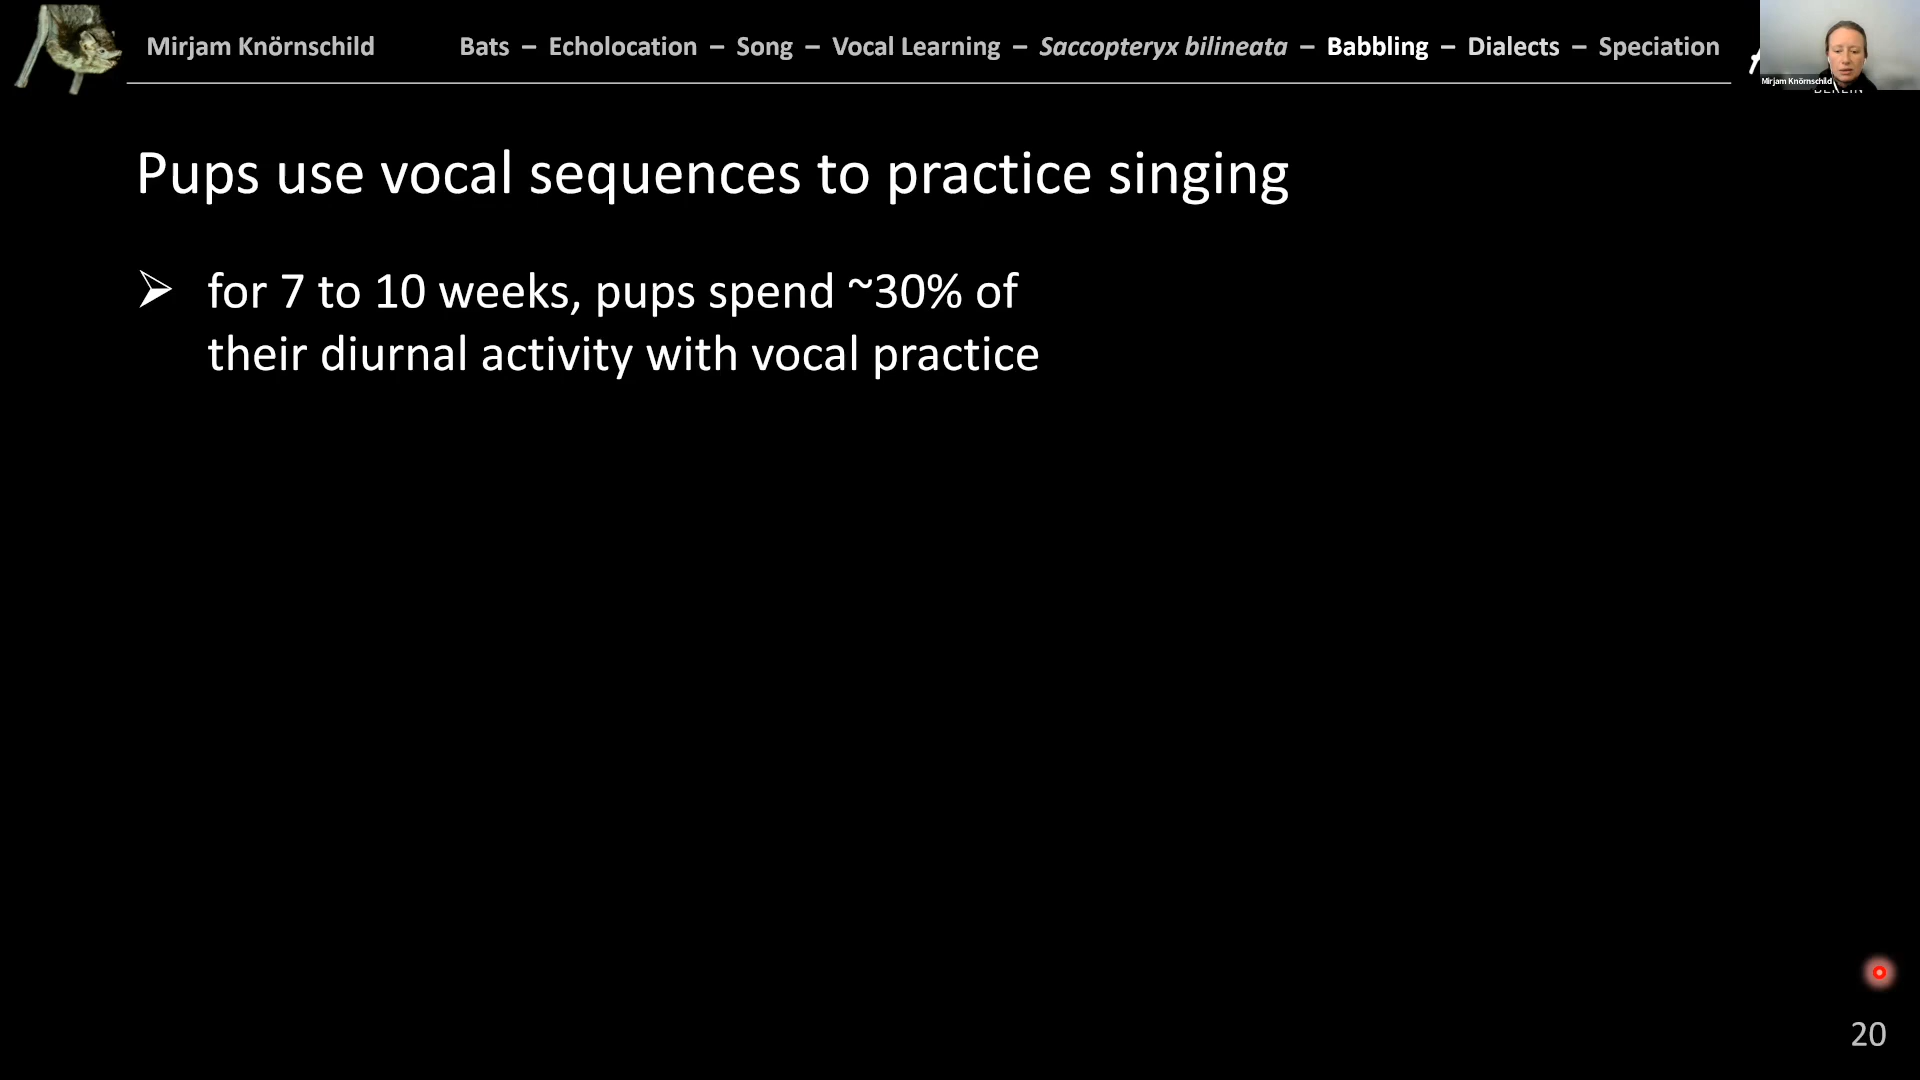 Mirjam Knörnschild
Bats – Echolocation – Song – Vocal Learning – Saccopteryx bilineata – Babbling – Dialects – Speciation
Mirjam Knörnschild
Pups use vocal sequences to practice singing
➢ for 7 to 10 weeks, pups spend ~30% of
their diurnal activity with vocal practice
20